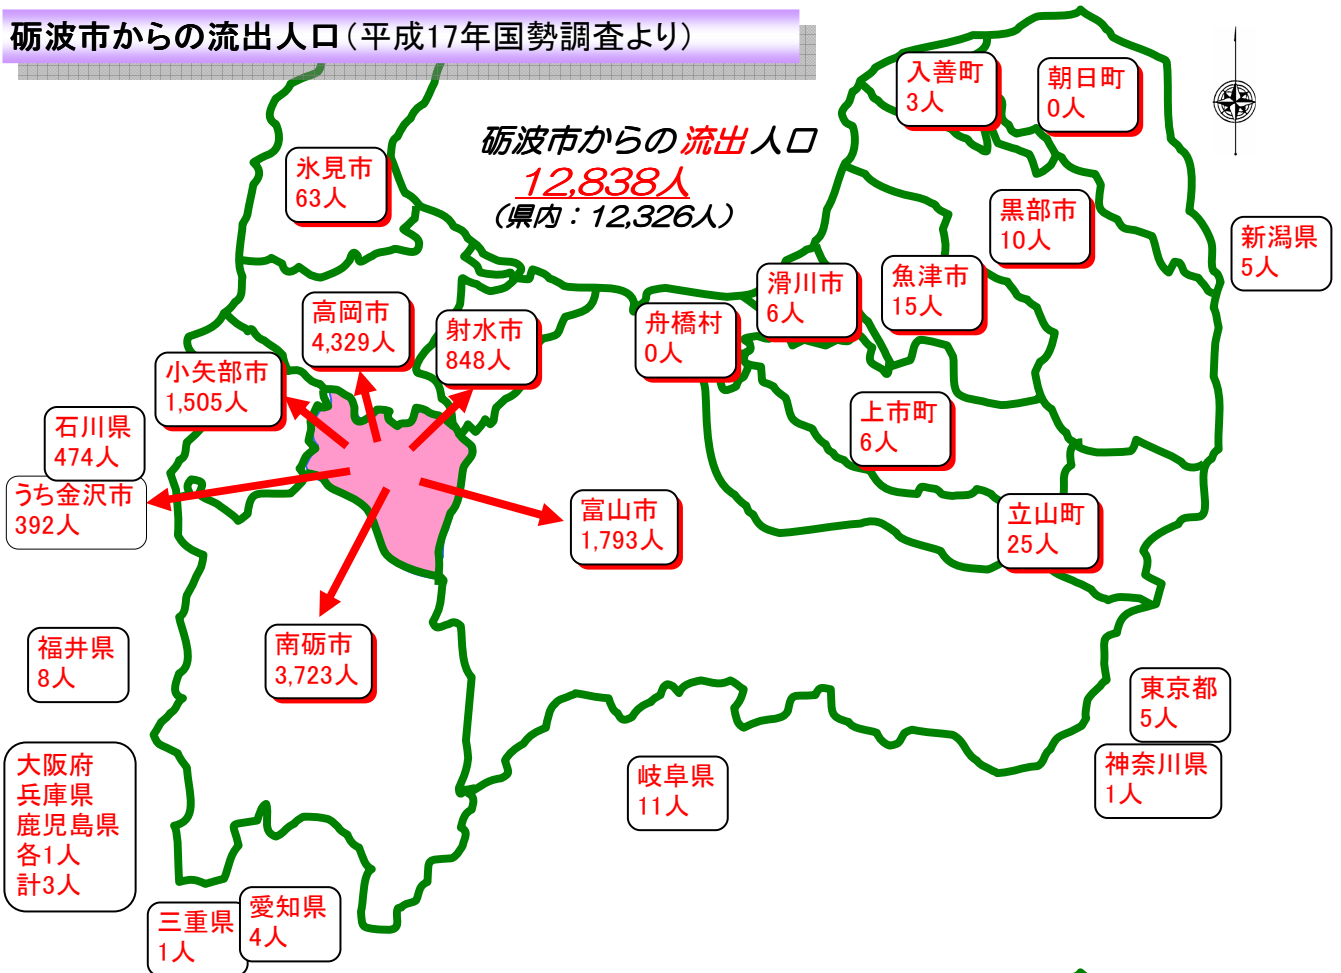 砺波市からの流出人口（平成17年国勢調査より）
砺波市からの流出人口
12,838人
（県内：12,326人）
入善町
3人
朝日町
0人
氷見市
63人
黒部市
10人
新潟県
5人
魚津市
15人
滑川市
6人
高岡市
4,329人
射水市
848人
舟橋村
0人
小矢部市
1,505人
上市町
6人
石川県
474人
うち金沢市
392人
富山市
1,793人
立山町
25人
南砺市
3,723人
福井県
8人
東京都
5人
神奈川県
1人
岐阜県
11人
大阪府
兵庫県
鹿児島県
各1人
計3人
三重県
1人
愛知県
4人